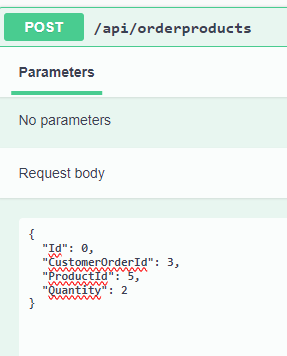 POST /api/orderproducts
Parameters
No parameters
Request body
{
  "Id": 0,
  "CustomerOrderId": 3,
  "ProductId": 5,
  "Quantity": 2
}